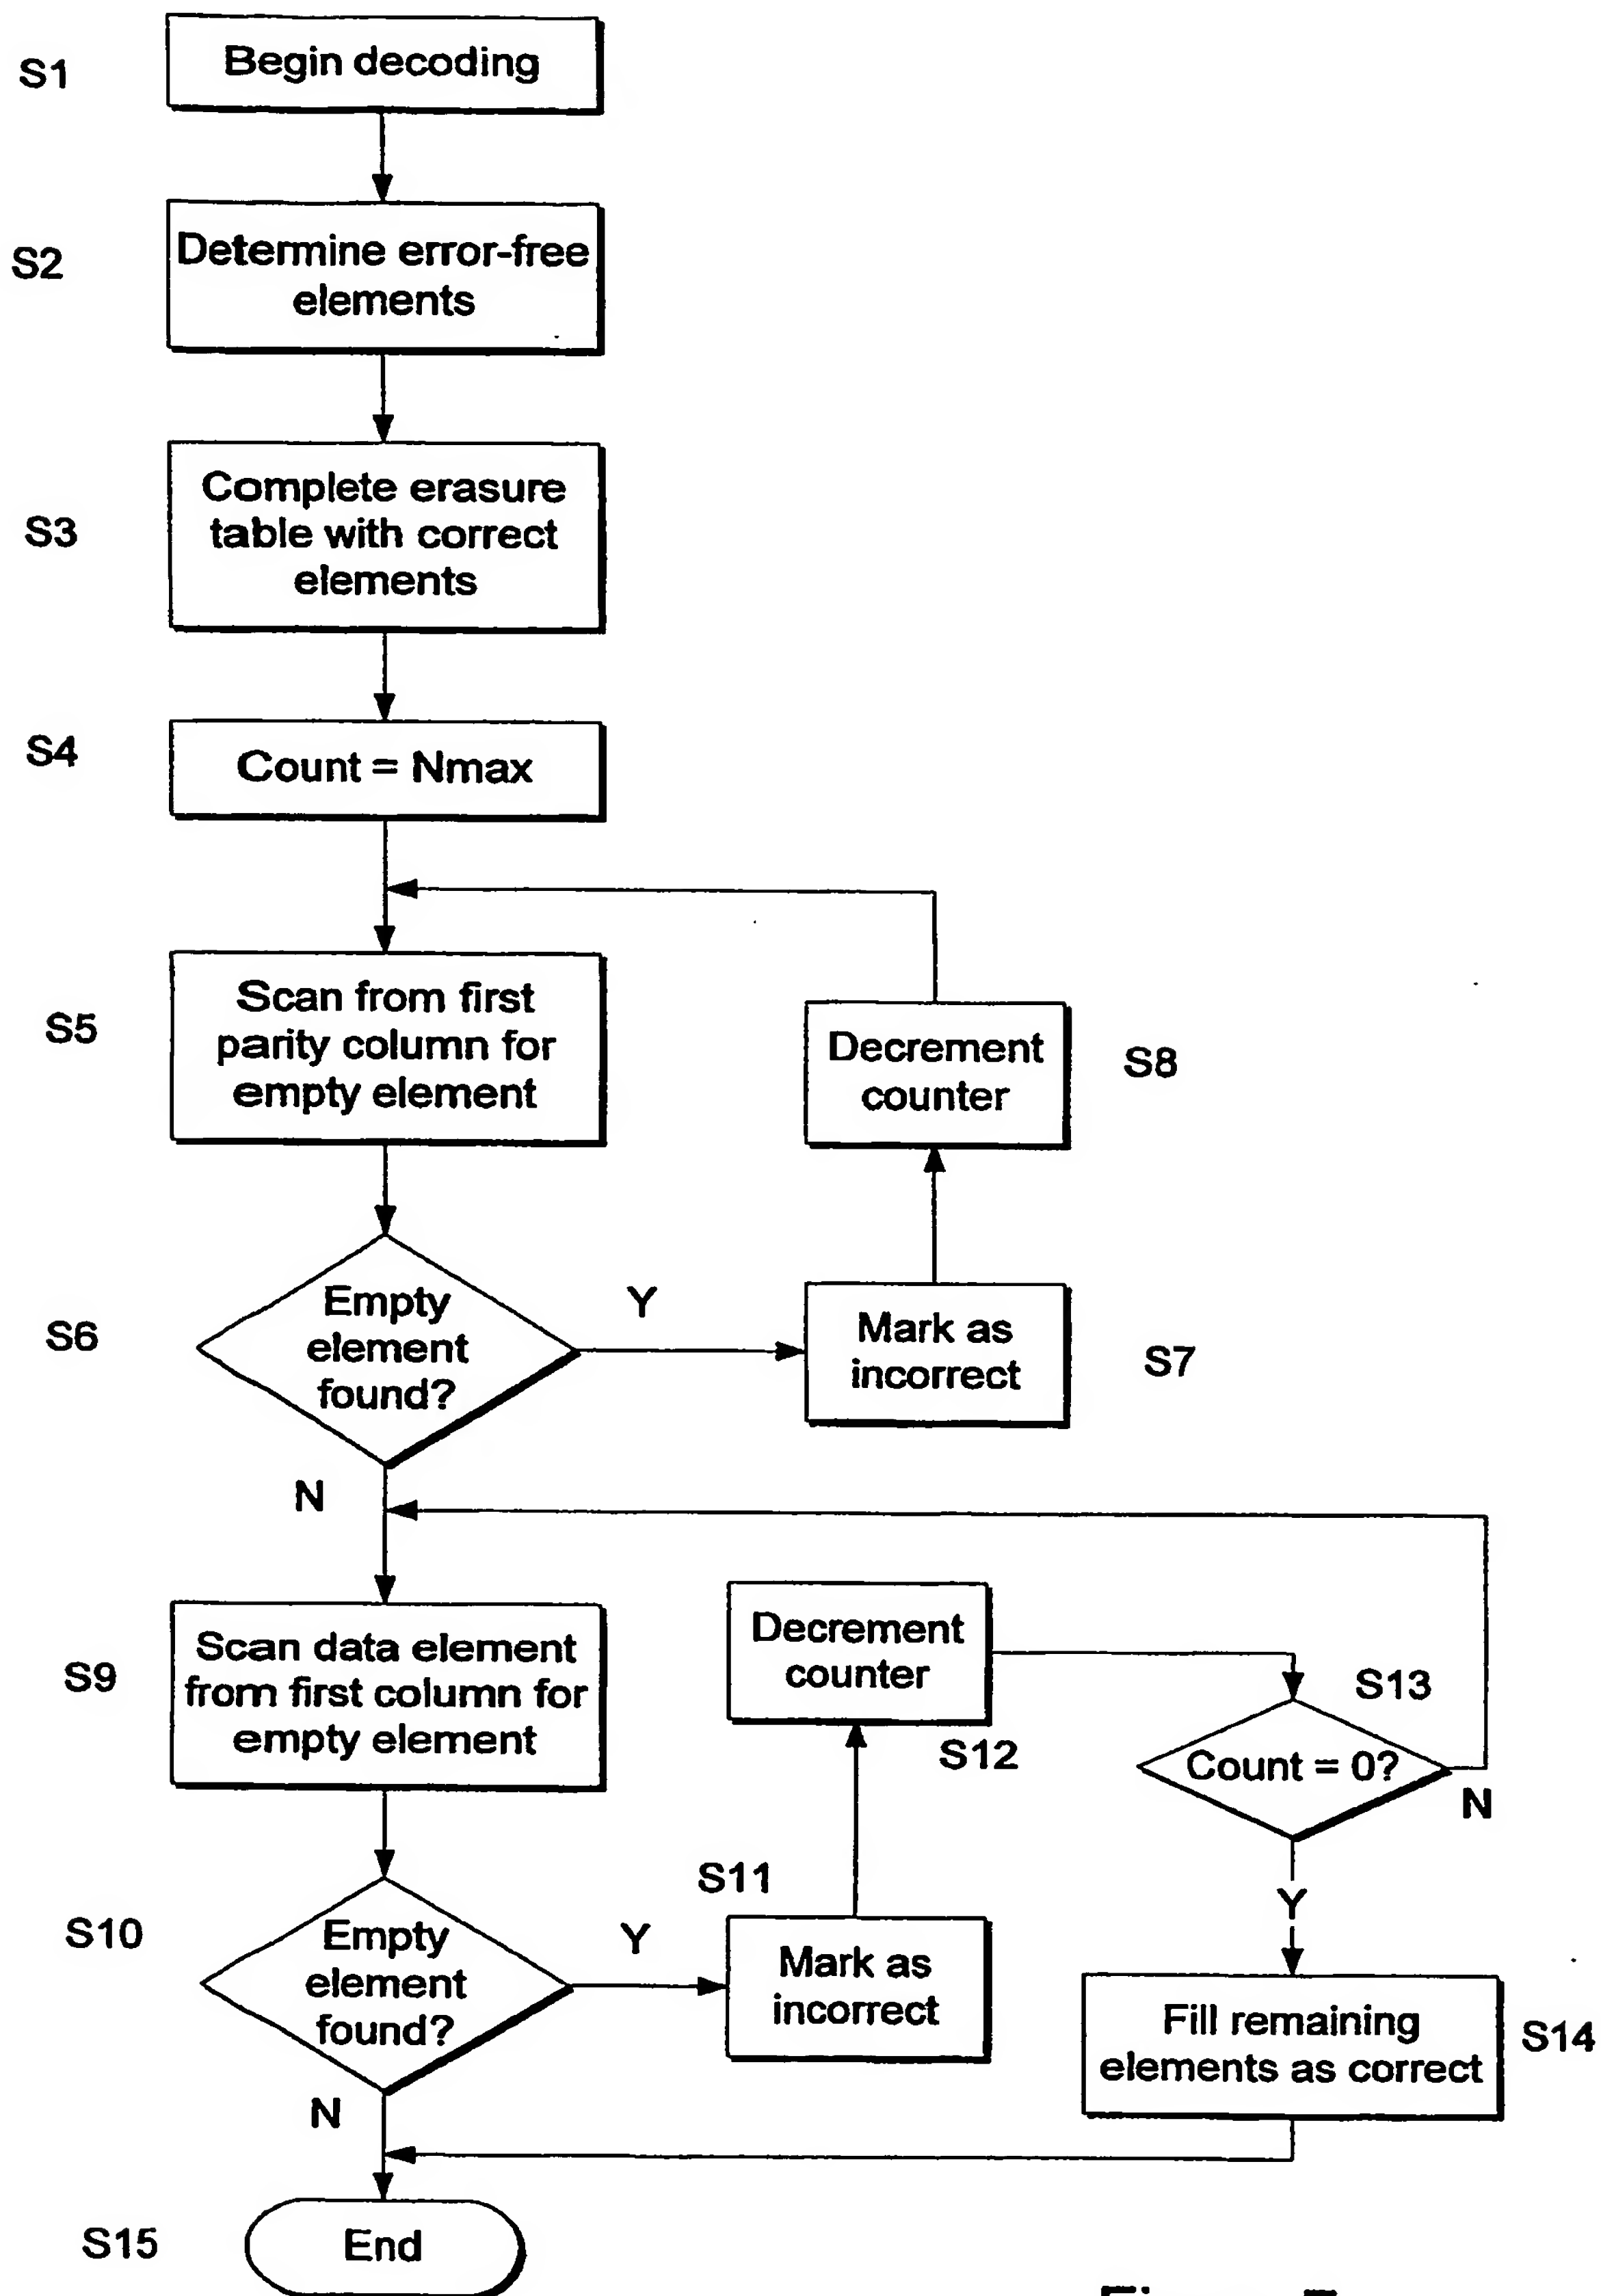 S1
Begin decoding
S2
Determine error-free
elements
S3
Complete erasure
table with correct
elements
S4
Count = Nmax
S5
Scan from first
parity column for
empty element
Decrement
counter
S8
S6
Empty
element
found?
Y
Mark as
incorrect
S7
N
S9
Scan data element
from first column for
empty element
Decrement
counter
S12
S13
Count = 0?
N
Y
S10
Empty
element
found?
Y
S11
Mark as
incorrect
Fill remaining
elements as correct
S14
N
S15
End